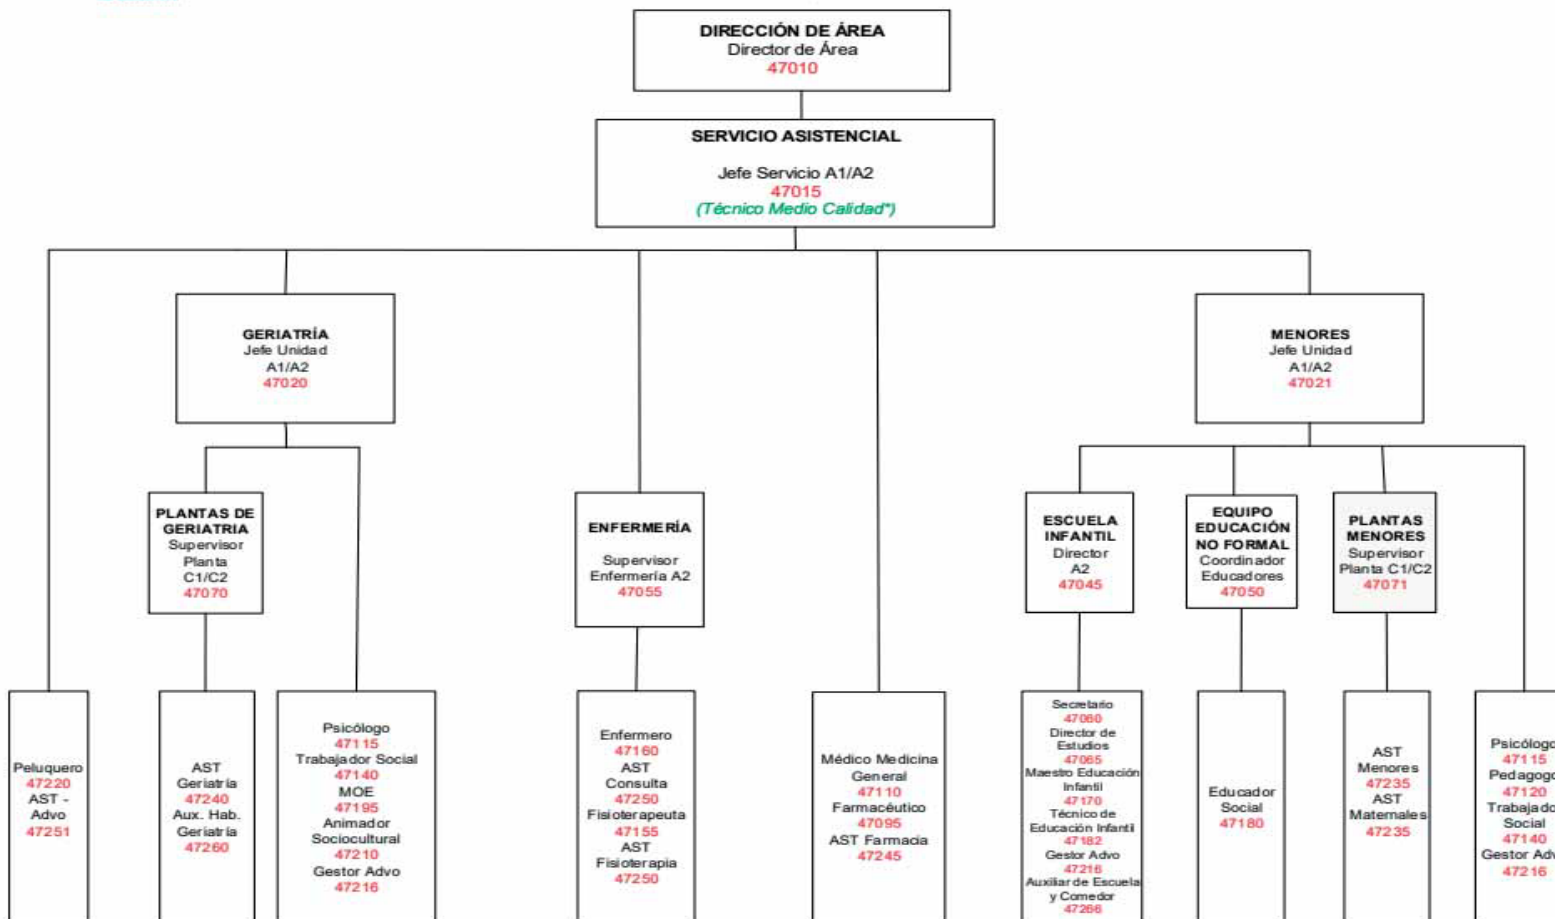 DIRECCIÓN DE ÁREA
Director de Área
47010
SERVICIO ASISTENCIAL
Jefe Servicio A1/A2
47015
(Técnico Medio Calidad*)
GERIATRÍA
Jefe Unidad
A1/A2
47020
MENORES
Jefe Unidad
A1/A2
47021
PLANTAS DE
GERIATRIA
Supervisor
Planta
C1/C2
47070
ENFERMERÍA
Supervisor
Enfermería A2
47055
ESCUELA
INFANTIL
Director
A2
47045
EQUIPO
EDUCACIÓN
NO FORMAL
Coordinador
Educadores
47050
PLANTAS
MENORES
Supervisor
Planta C1/C2
47071
Peluquero
47220
AST -
Advo
47251
AST
Geriatría
47240
Aux. Hab.
Geriatría
47260
Psicólogo
47115
Trabajador Social
47140
MOE
47195
Animador
Sociocultural
47210
Gestor Advo
47216
Enfermero
47160
AST
Consulta
47250
Fisioterapeuta
47155
AST
Fisioterapia
47250
Médico Medicina
General
47110
Farmacéutico
47095
AST Farmacia
47245
Secretario
47060
Director de
Estudios
47065
Maestro Educación
Infantil
47170
Técnico de
Educación Infantil
47182
Gestor Advo
47216
Auxiliar de Escuela
y Comedor
47266
Educador
Social
47180
AST
Menores
47235
AST
Maternales
47235
Psicólogo
47115
Pedagogo
47120
Trabajador
Social
47140
Gestor Adv
47216